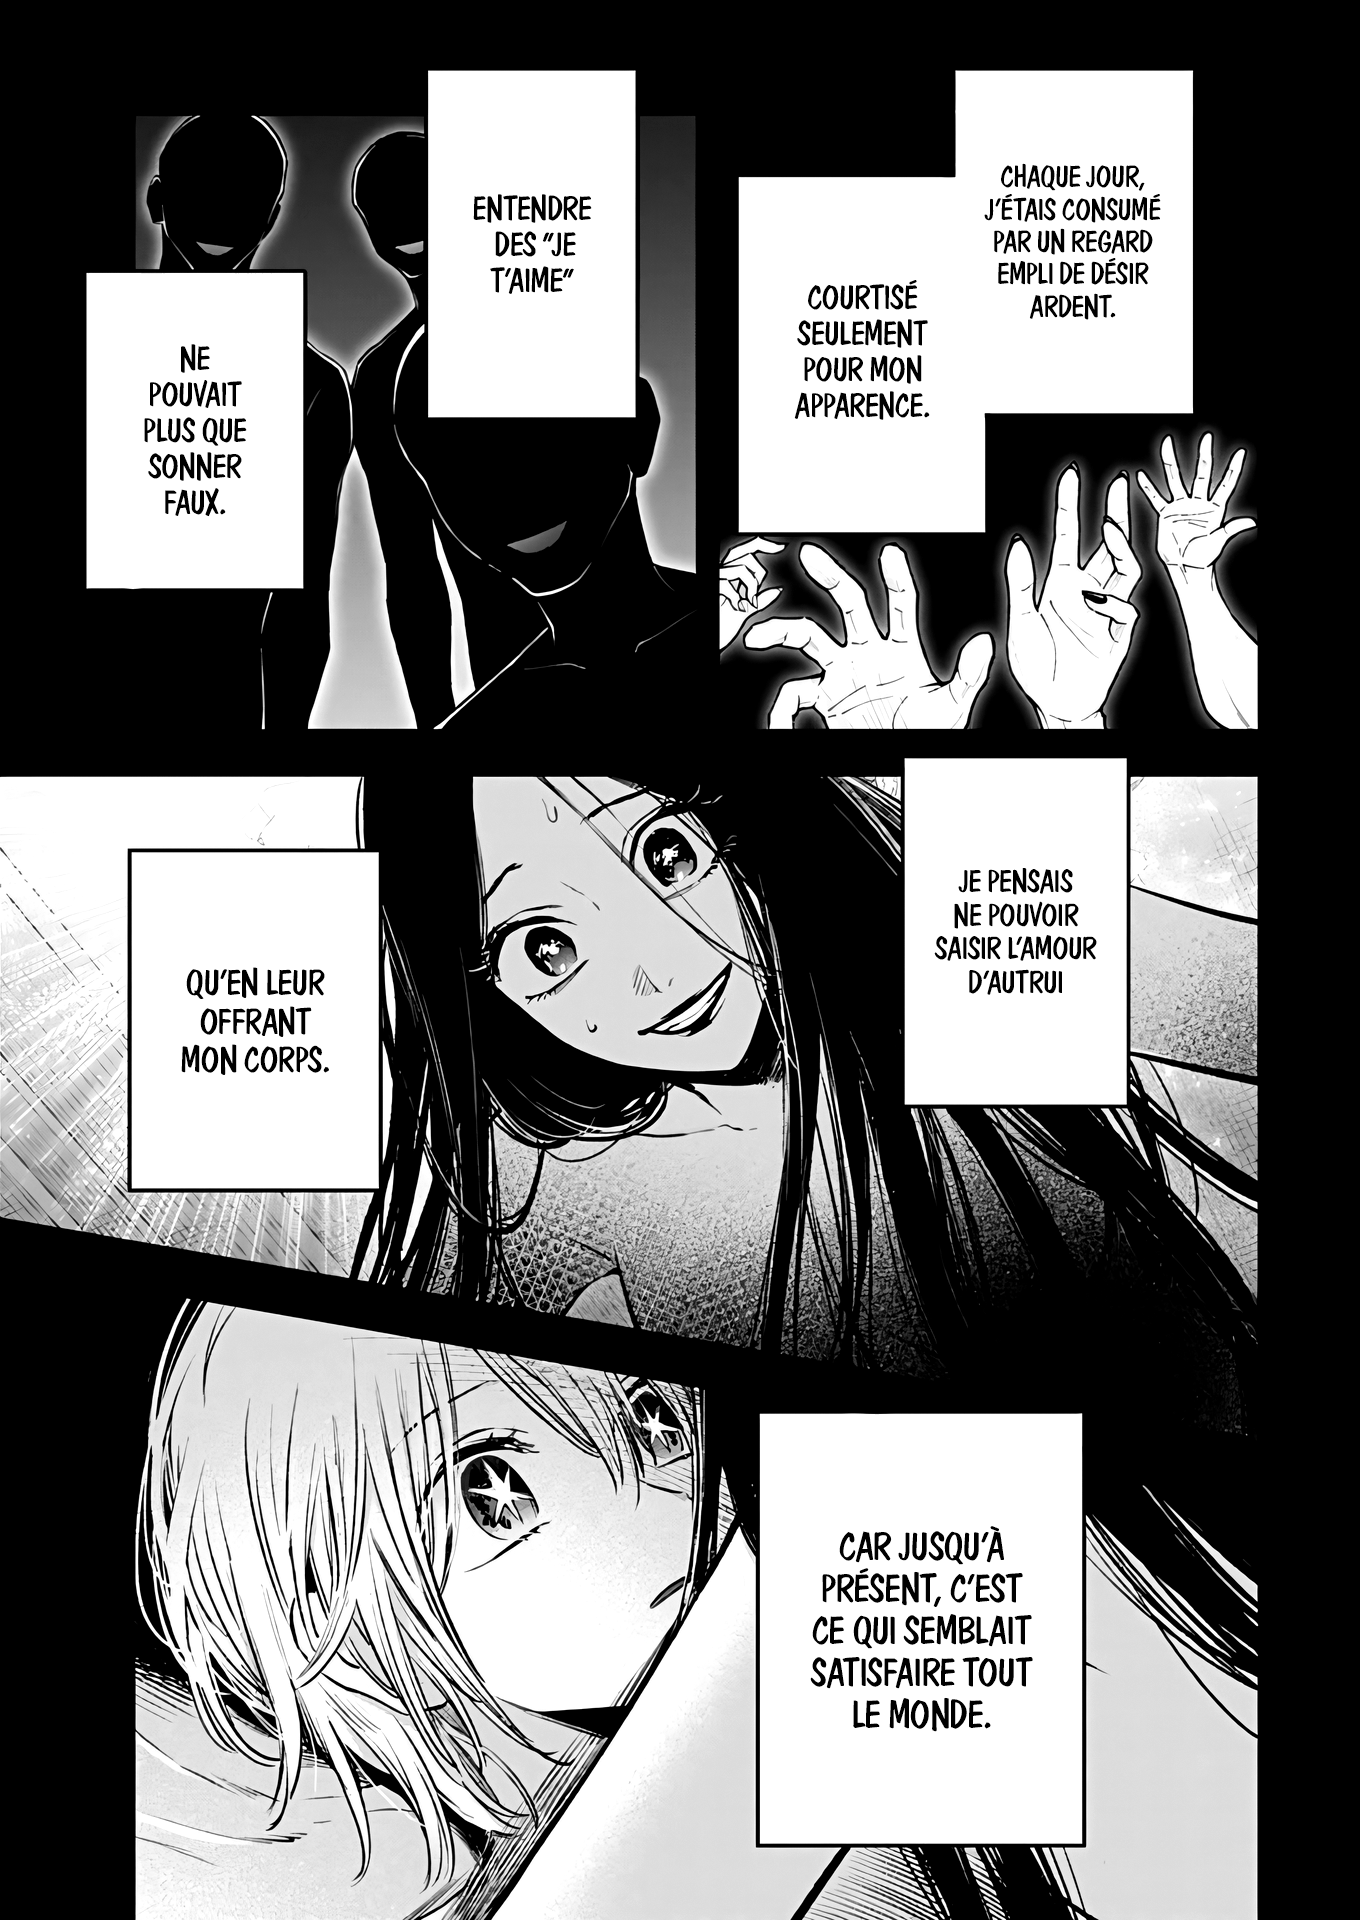 CHAQUE JOUR,
J'ÉTAIS CONSUMÉ
PAR UN REGARD
EMPLI DE DÉSIR
ARDENT.
COURTISÉ
SEULEMENT
POUR MON
APPARENCE.
ENTENDRE
DES "JE
T'AIME"
NE
POUVAIT
PLUS QUE
SONNER
FAUX.
JE PENSAIS
NE POUVOIR
SAISIR L'AMOUR
D'AUTRUI
QU'EN LEUR
OFFRANT
MON CORPS.
CAR JUSQU'À
PRÉSENT, C'EST
CE QUI SEMBLAIT
SATISFAIRE TOUT
LE MONDE.